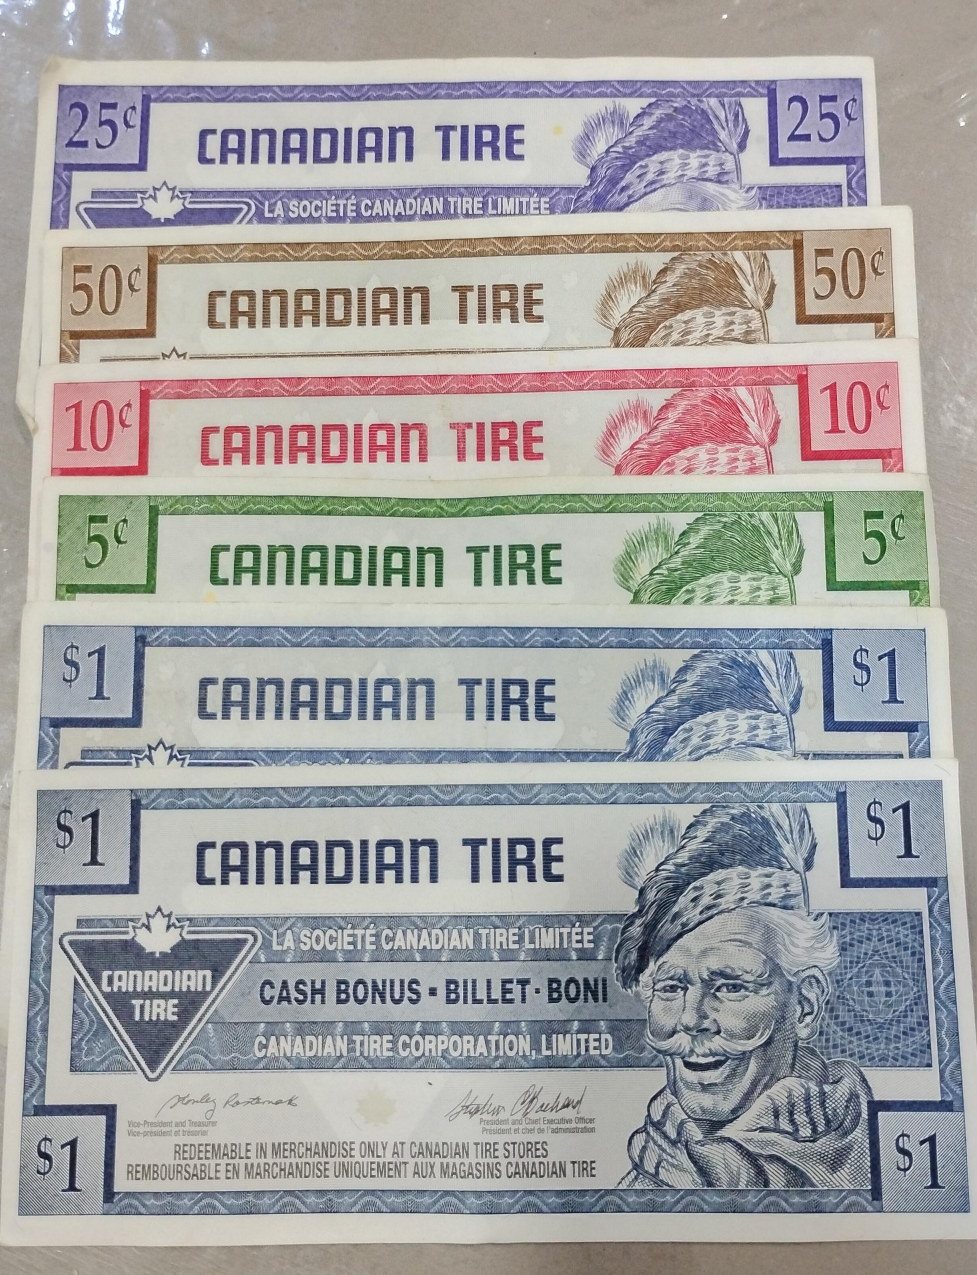 25¢ CANADIAN TIRE 25¢
LA SOCIÉTÉ CANADIAN TIRE LIMITÉE
50¢ CANADIAN TIRE 50¢
10¢ CANADIAN TIRE 10¢
5¢ CANADIAN TIRE 5¢
$1 CANADIAN TIRE $1
$1 CANADIAN TIRE $1
LA SOCIÉTÉ CANADIAN TIRE LIMITÉE
CANADIAN
TIRE
CASH BONUS - BILLET - BONI
CANADIAN TIRE CORPORATION, LIMITED
Vice-President and Treasurer
Vice-président et trésorier
President and Chief Executive Officer
Président et chef de l'administration
$1 REDEEMABLE IN MERCHANDISE ONLY AT CANADIAN TIRE STORES $1
REMBOURSABLE EN MARCHANDISE UNIQUEMENT AUX MAGASINS CANADIAN TIRE